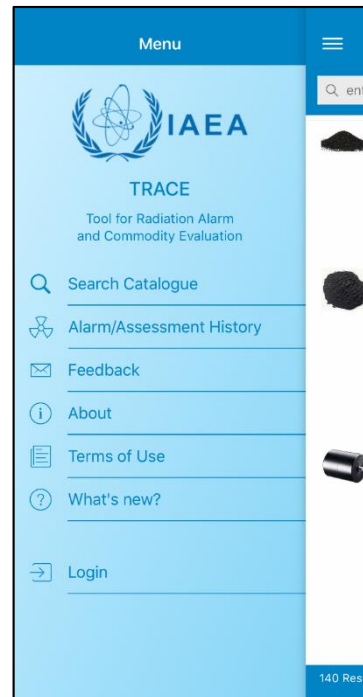 Menu
IAEA
TRACE
Tool for Radiation Alarm
and Commodity Evaluation
Search Catalogue
Alarm/Assessment History
Feedback
About
Terms of Use
What's new?
Login
140